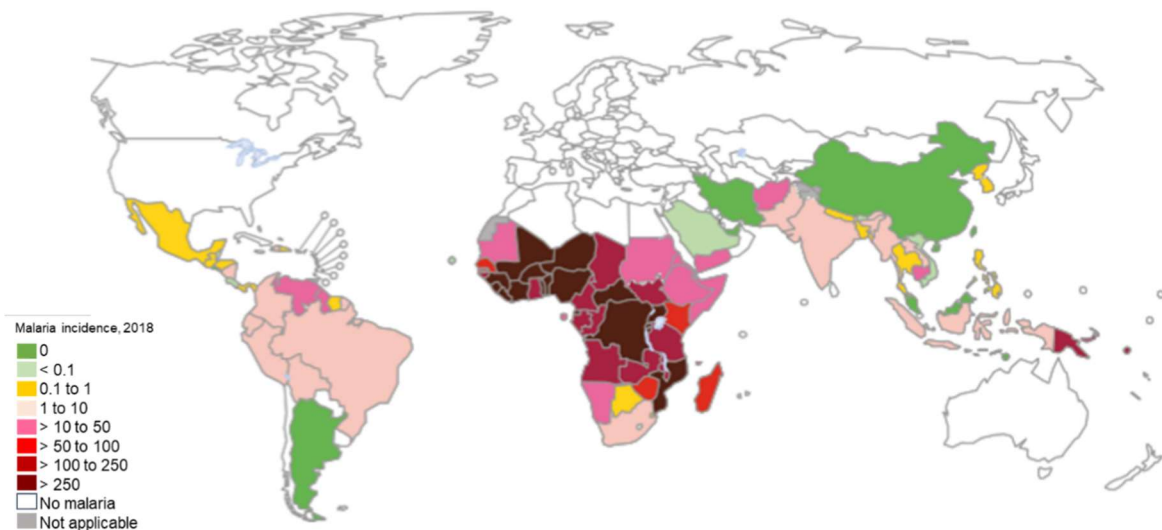 Malaria incidence, 2018
0
< 0.1
0.1 to 1
1 to 10
> 10 to 50
> 50 to 100
> 100 to 250
> 250
No malaria
Not applicable